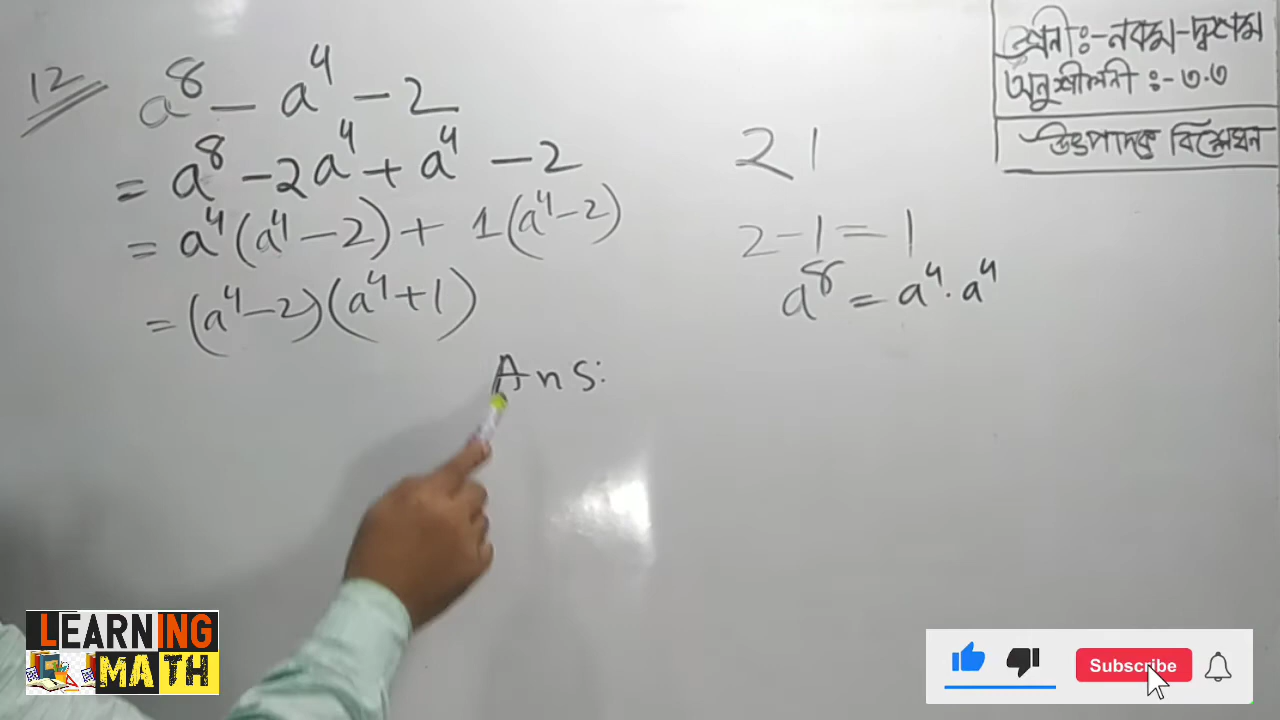 12
a⁸ - a⁴ - 2
= a⁸ - 2a⁴ + a⁴ - 2
= a⁴(a⁴ - 2) + 1(a⁴ - 2)
= (a⁴ - 2)(a⁴ + 1)
Ans:
2 1
2 - 1 = 1
a⁸ = a⁴ · a⁴
শ্রেনী :- নবম - দশম
অনুশীলনী :- ৩.৩
উৎপাদক বিশ্লেষন
LEARNING
MATH
Subscribe